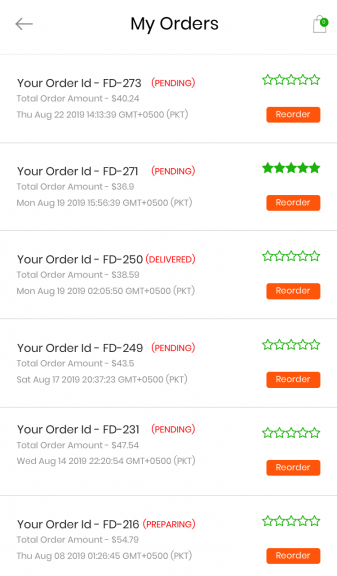 My Orders
0
Your Order Id - FD-273 (PENDING)
Total Order Amount - $40.24
Thu Aug 22 2019 14:13:39 GMT+0500 (PKT)
Reorder
Your Order Id - FD-271 (PENDING)
Total Order Amount - $36.9
Mon Aug 19 2019 15:56:39 GMT+0500 (PKT)
Reorder
Your Order Id - FD-250 (DELIVERED)
Total Order Amount - $38.59
Mon Aug 19 2019 02:05:50 GMT+0500 (PKT)
Reorder
Your Order Id - FD-249 (PENDING)
Total Order Amount - $43.5
Sat Aug 17 2019 20:37:23 GMT+0500 (PKT)
Reorder
Your Order Id - FD-231 (PENDING)
Total Order Amount - $47.54
Wed Aug 14 2019 22:20:54 GMT+0500 (PKT)
Reorder
Your Order Id - FD-216 (PREPARING)
Total Order Amount - $54.79
Thu Aug 08 2019 01:26:45 GMT+0500 (PKT)
Reorder